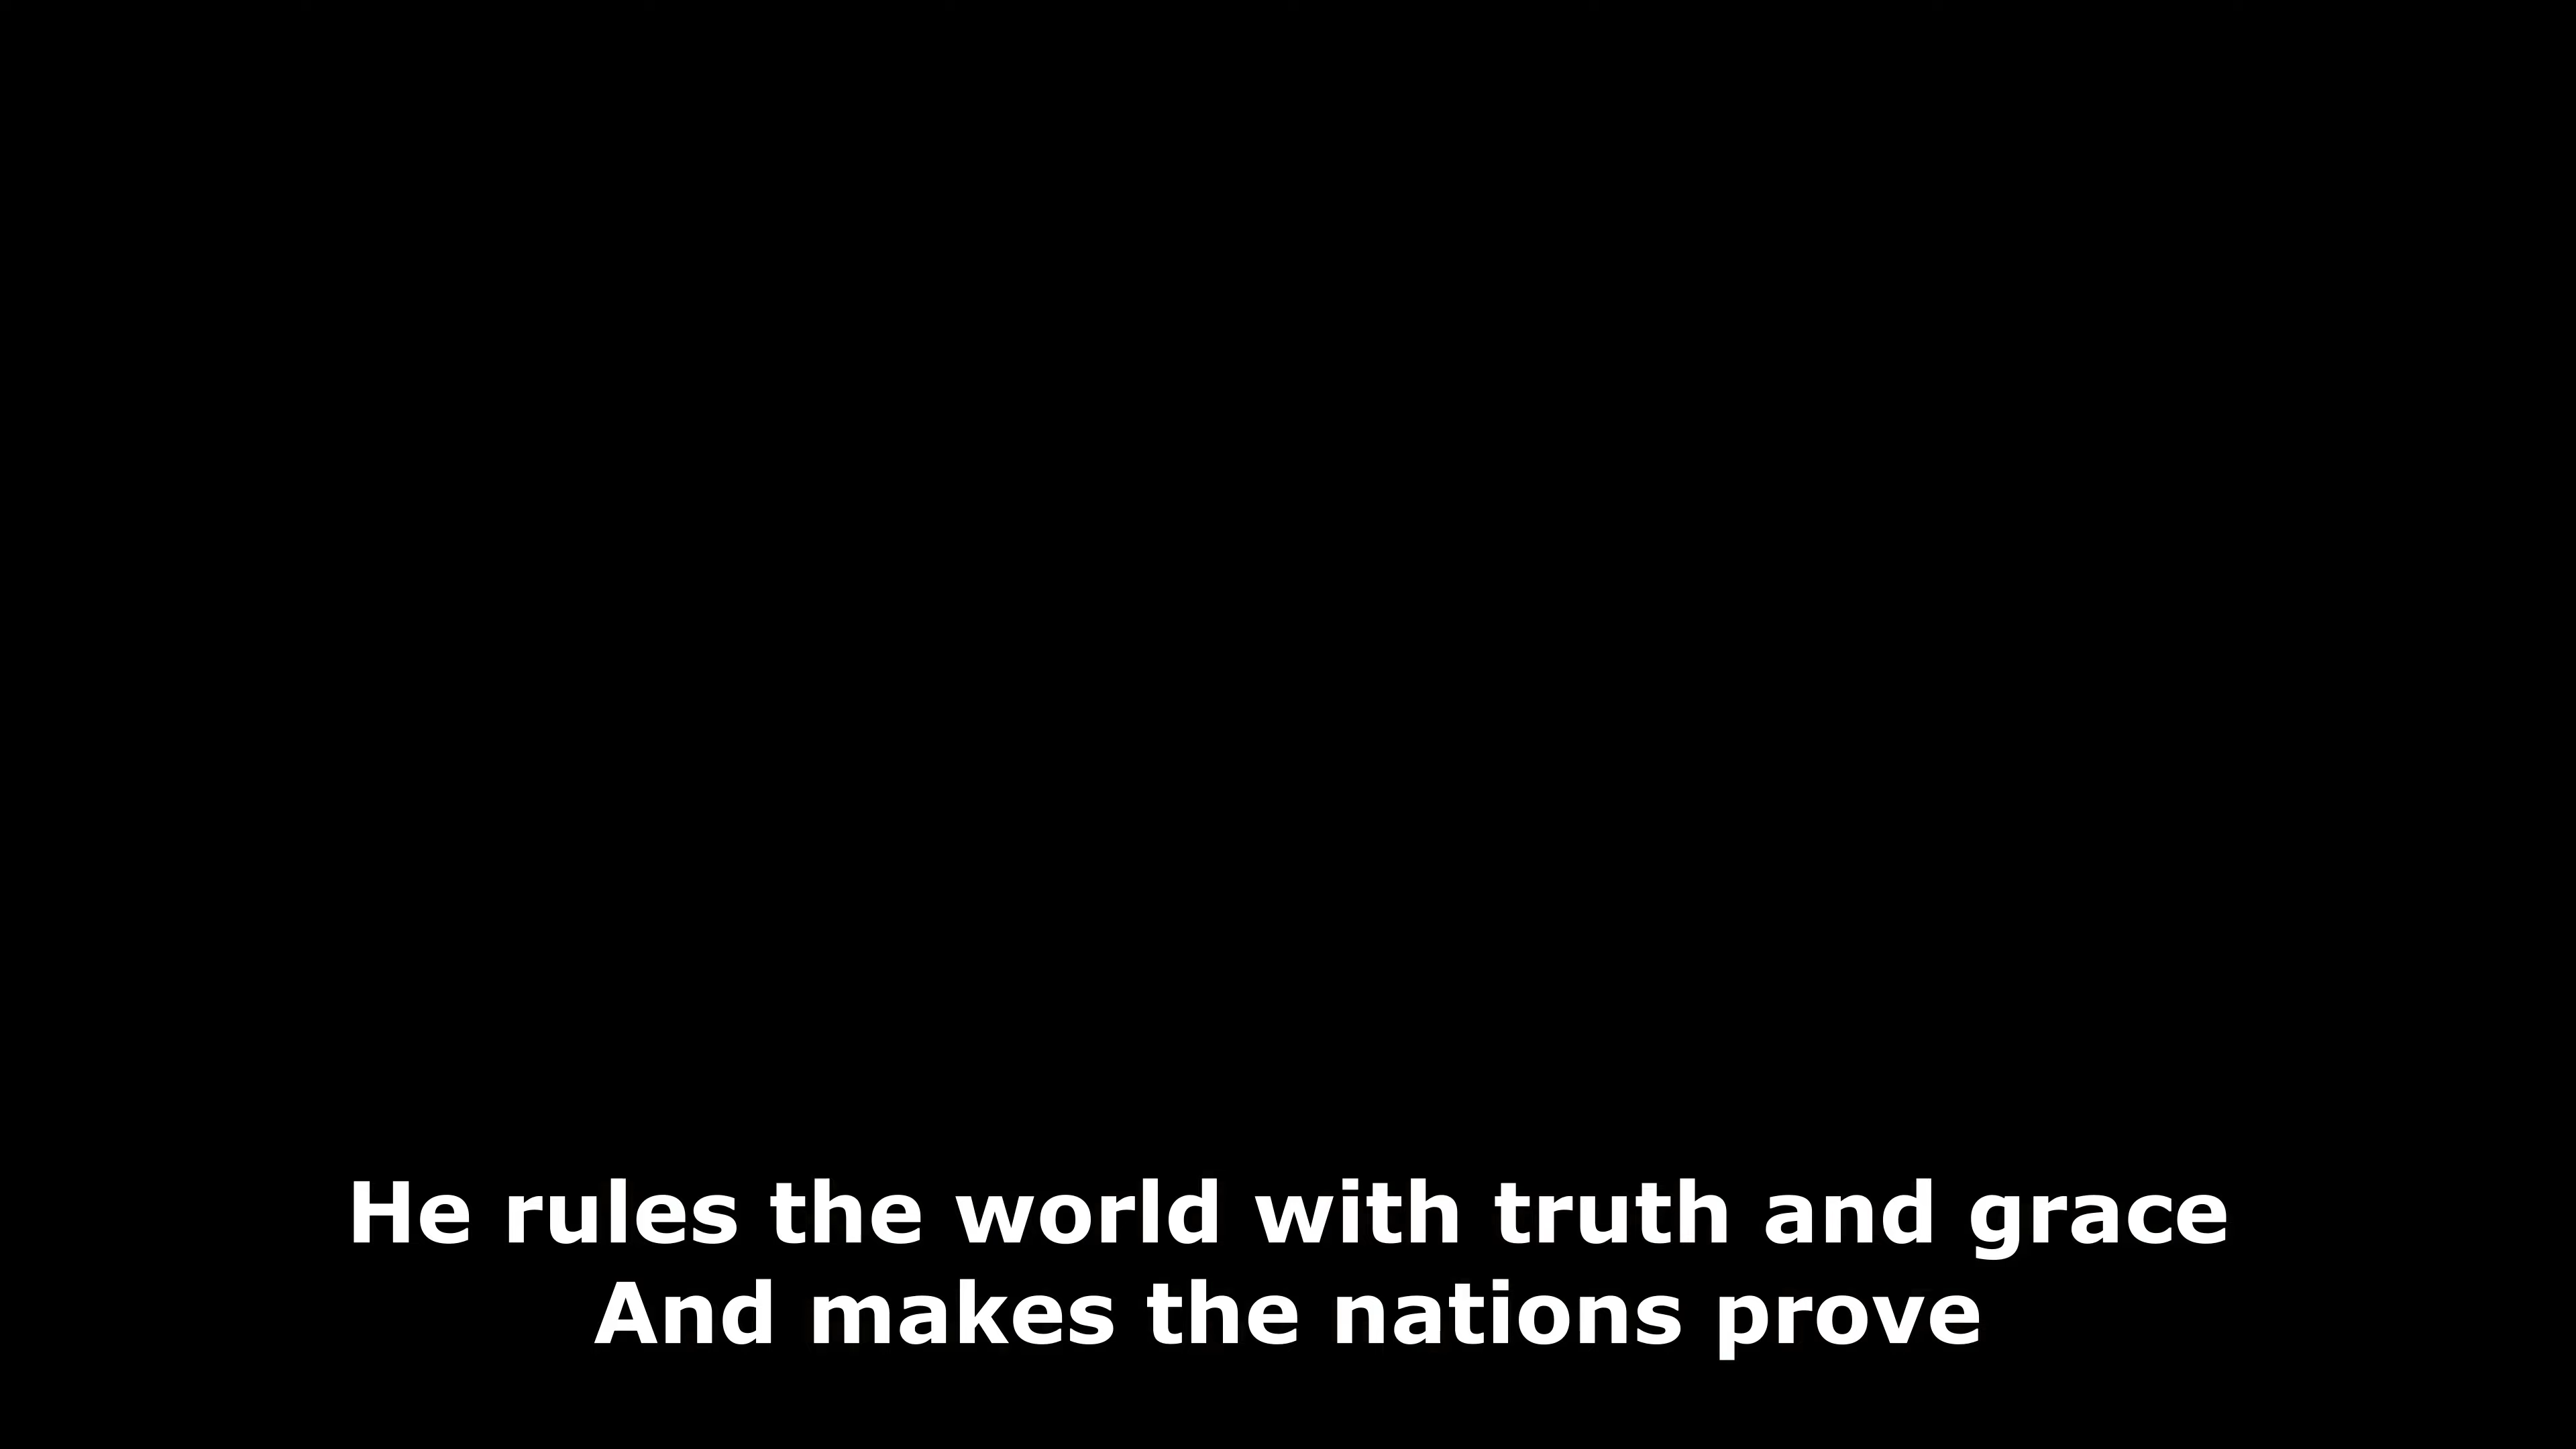 He rules the world with truth and grace
And makes the nations prove